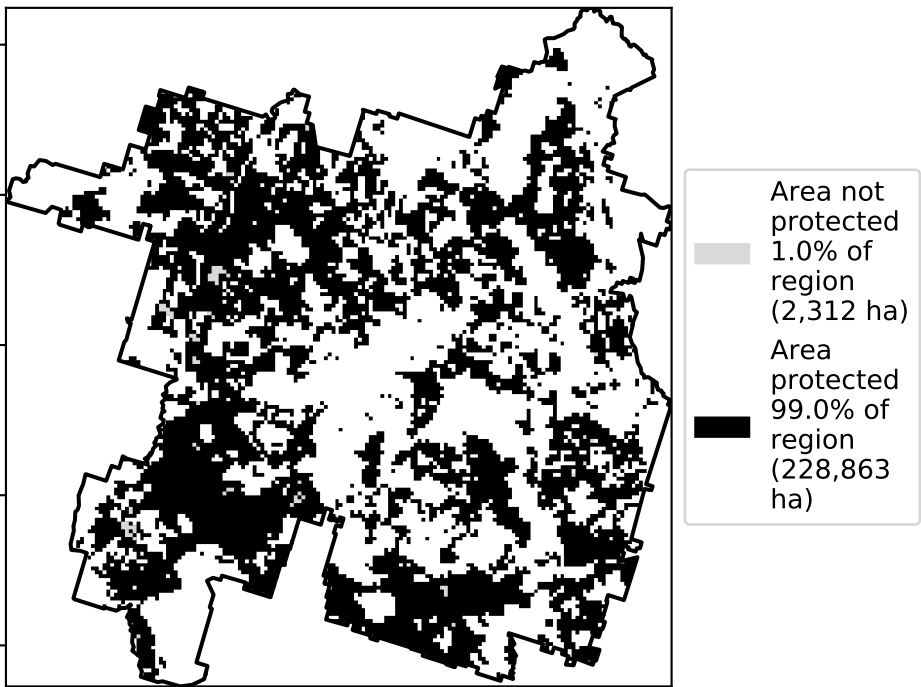 Area not
protected
1.0% of
region
(2,312 ha)
Area
protected
99.0% of
region
(228,863
ha)